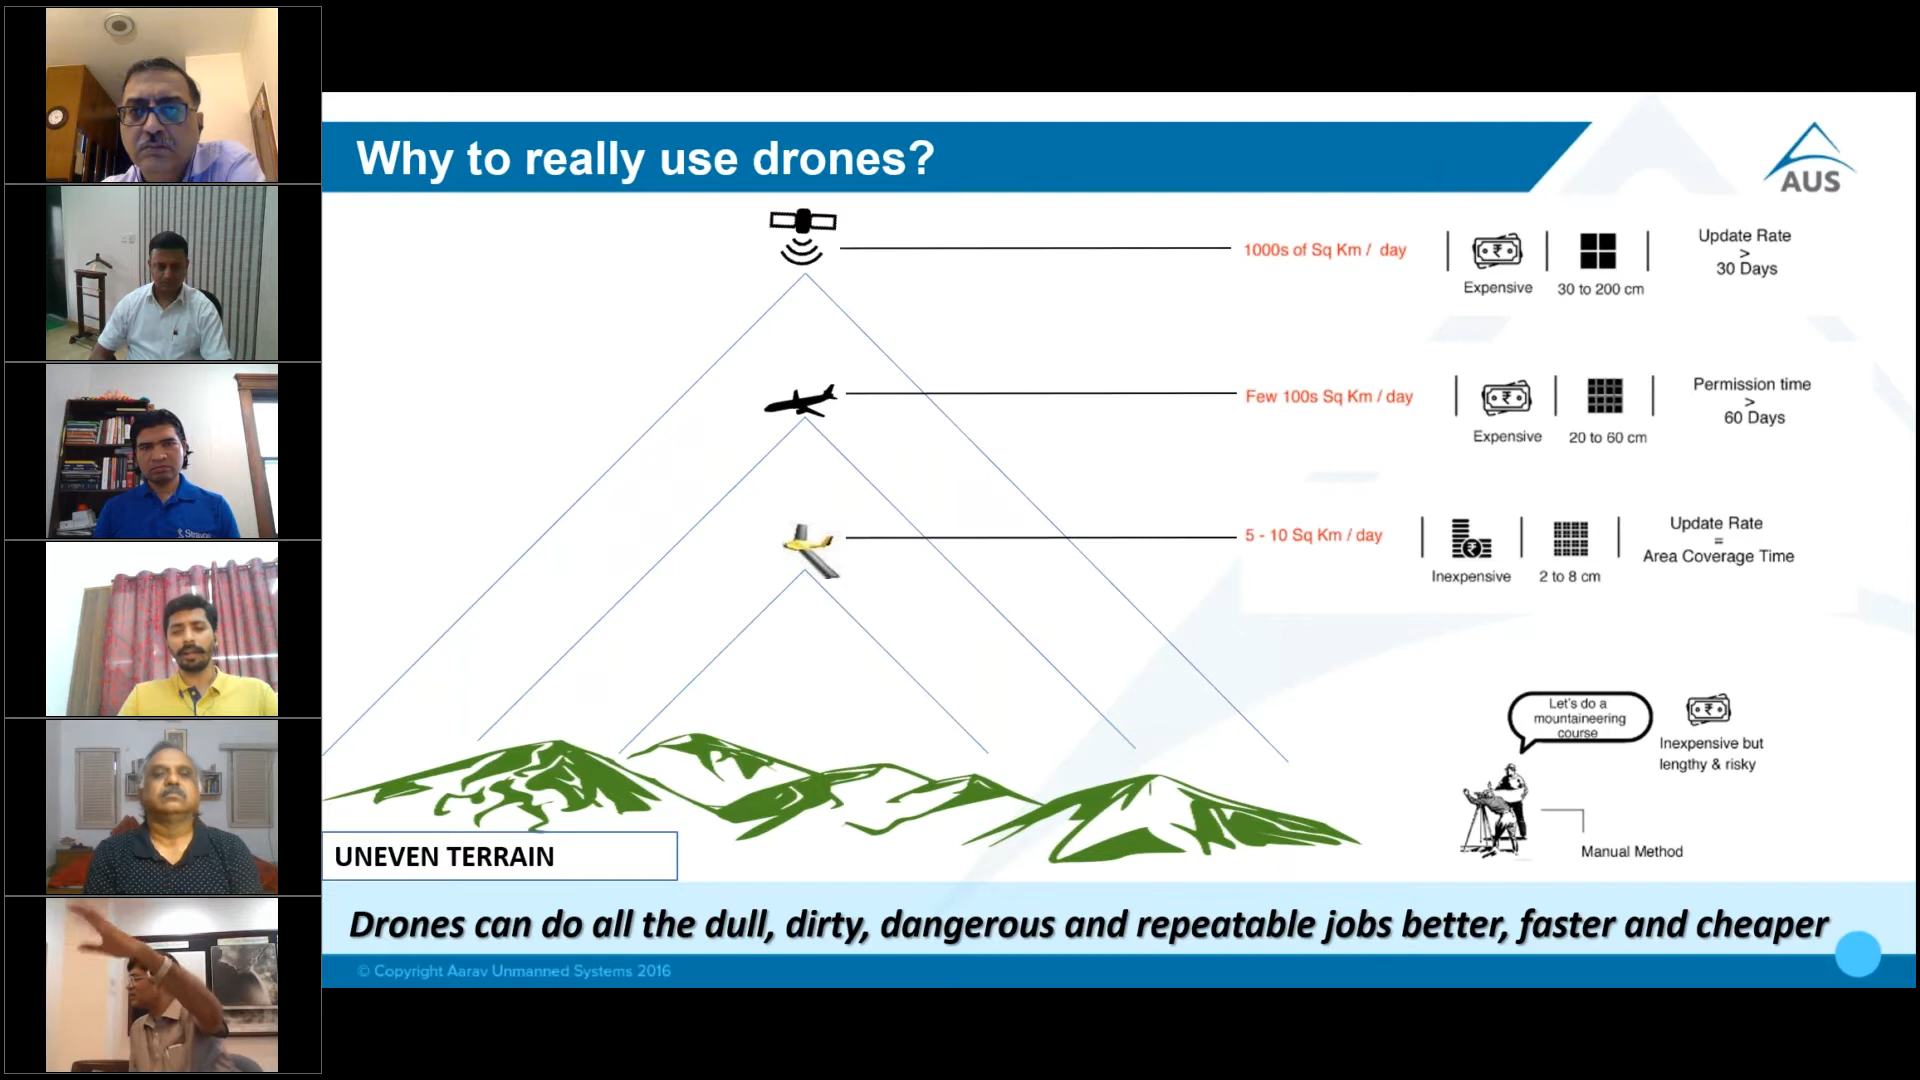 Why to really use drones?
AUS
1000s of Sq Km / day
Expensive
30 to 200 cm
Update Rate
>
30 Days
Few 100s Sq Km / day
Expensive
20 to 60 cm
Permission time
>
60 Days
5 - 10 Sq Km / day
Inexpensive
2 to 8 cm
Update Rate
=
Area Coverage Time
Let's do a
mountaineering
course
Inexpensive but
lengthy & risky
Manual Method
UNEVEN TERRAIN
Drones can do all the dull, dirty, dangerous and repeatable jobs better, faster and cheaper
© Copyright Aarav Unmanned Systems 2016